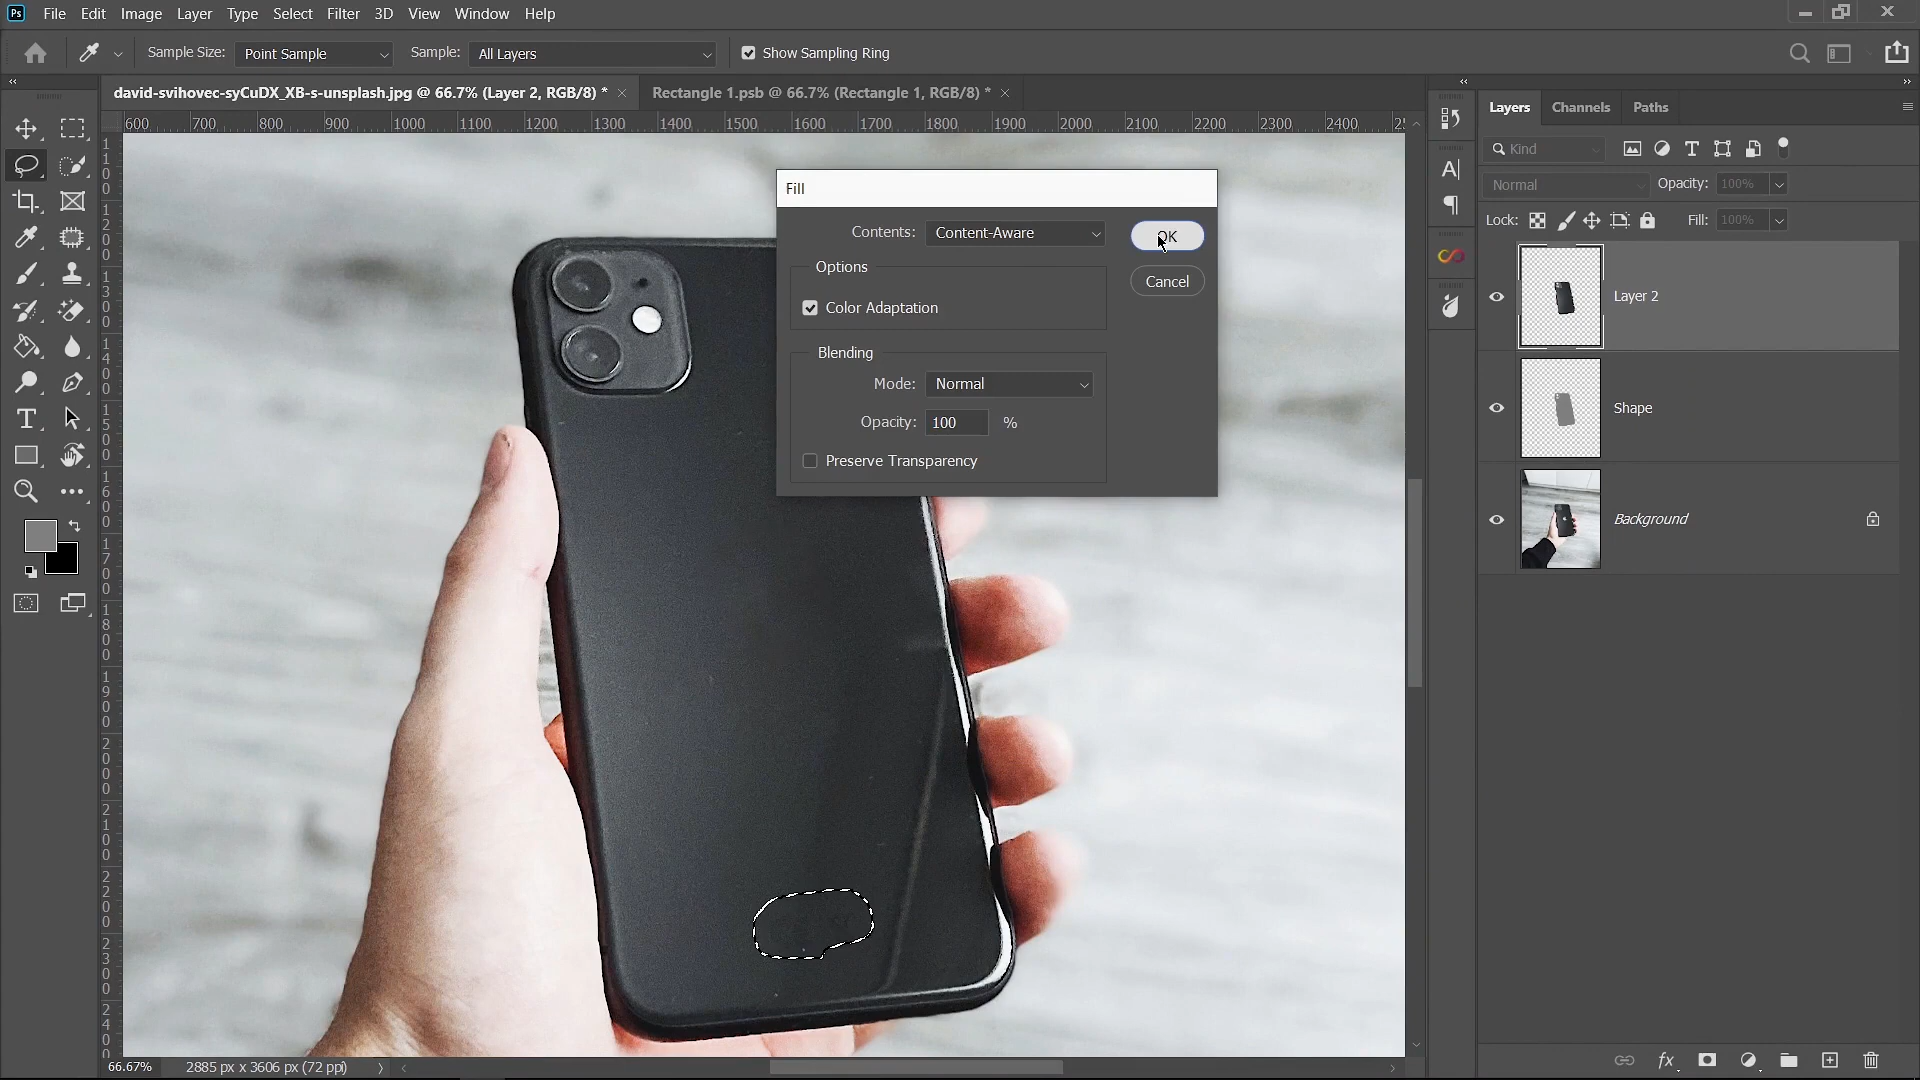 Ps File Edit Image Layer Type Select Filter 3D View Window Help
Sample Size: Point Sample Sample: All Layers Show Sampling Ring
david-svihovec-syCuDX_XB-s-unsplash.jpg @ 66.7% (Layer 2, RGB/8) * Rectangle 1.psb @ 66.7% (Rectangle 1, RGB/8) *
600 700 800 900 1000 1100 1200 1300 1400 1500 1600 1700 1800 1900 2000 2100 2200 2300 2400
Fill
Contents: Content-Aware
OK
Options
Cancel
Color Adaptation
Blending
Mode: Normal
Opacity: 100 %
Preserve Transparency
Layers Channels Paths
Kind
Normal Opacity: 100%
Lock: Fill: 100%
Layer 2
Shape
Background
66.67% 2885 px x 3606 px (72 ppi)
fx